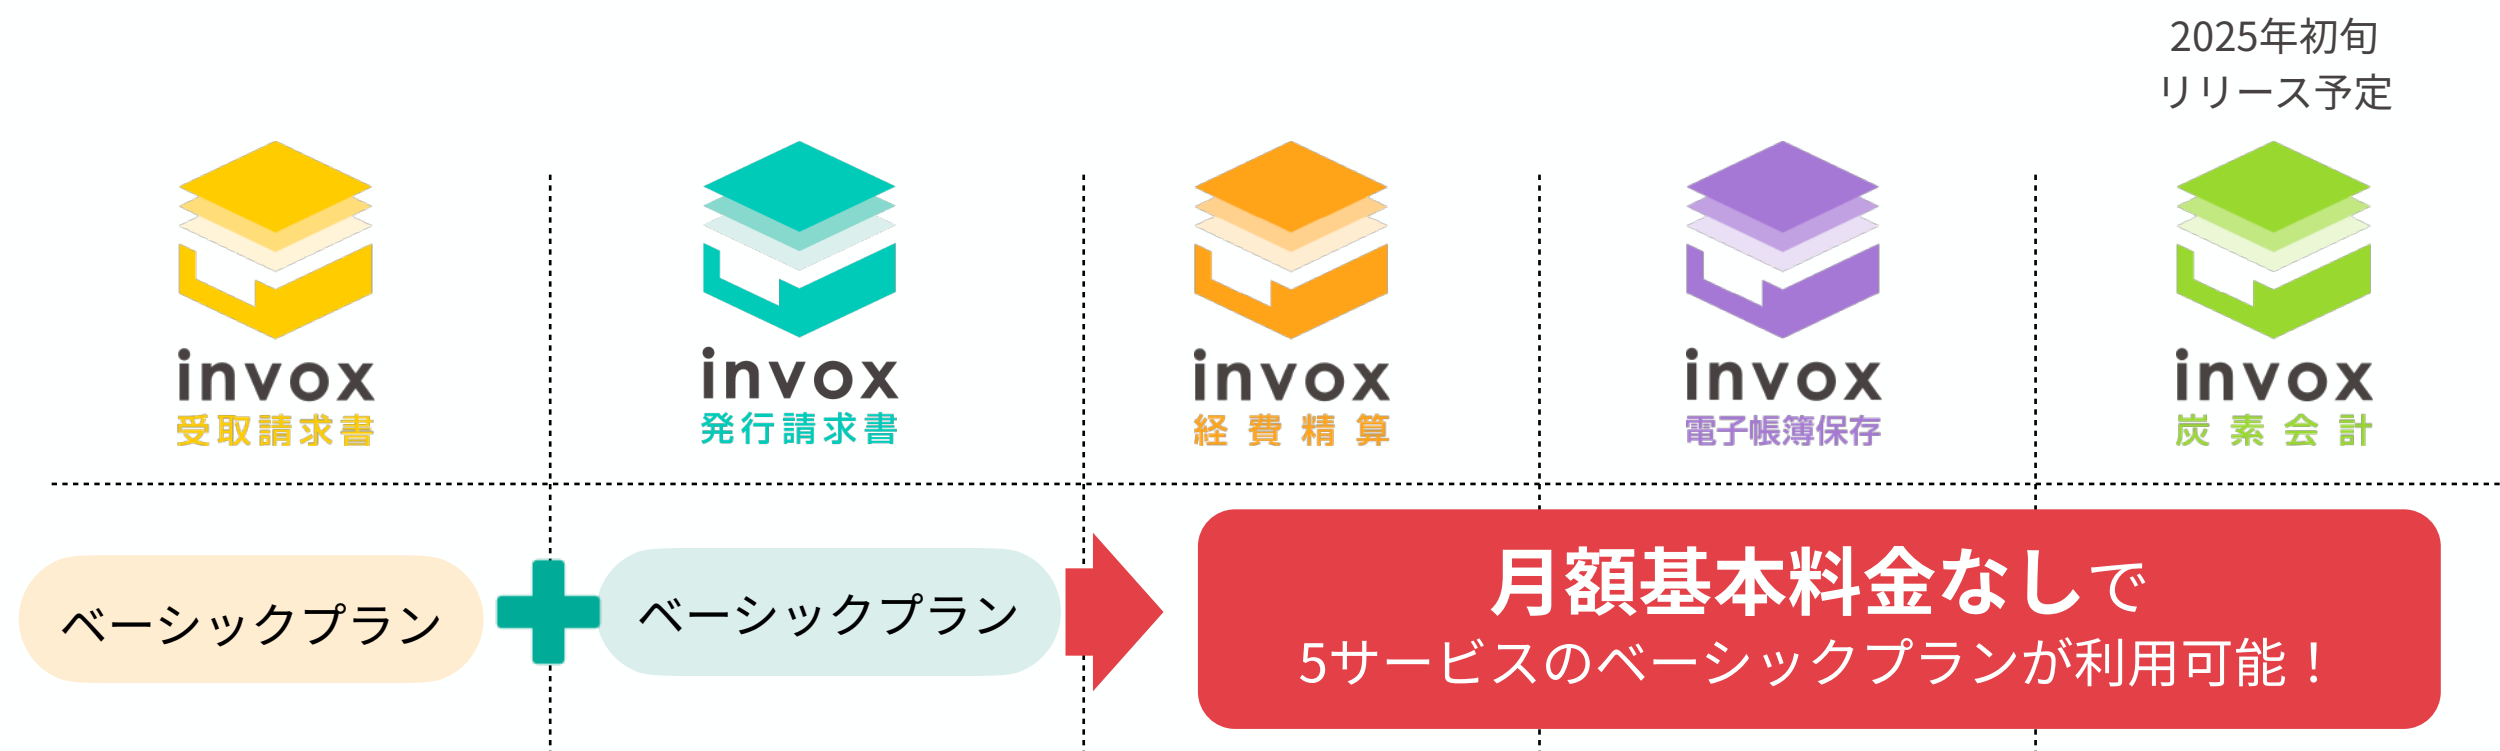 2025年初旬
リリース予定
invox
受取請求書
invox
発行請求書
invox
経費精算
invox
電子帳簿保存
invox
炭素会計
ベーシックプラン
ベーシックプラン
月額基本料金なしで
5サービスのベーシックプランが利用可能！